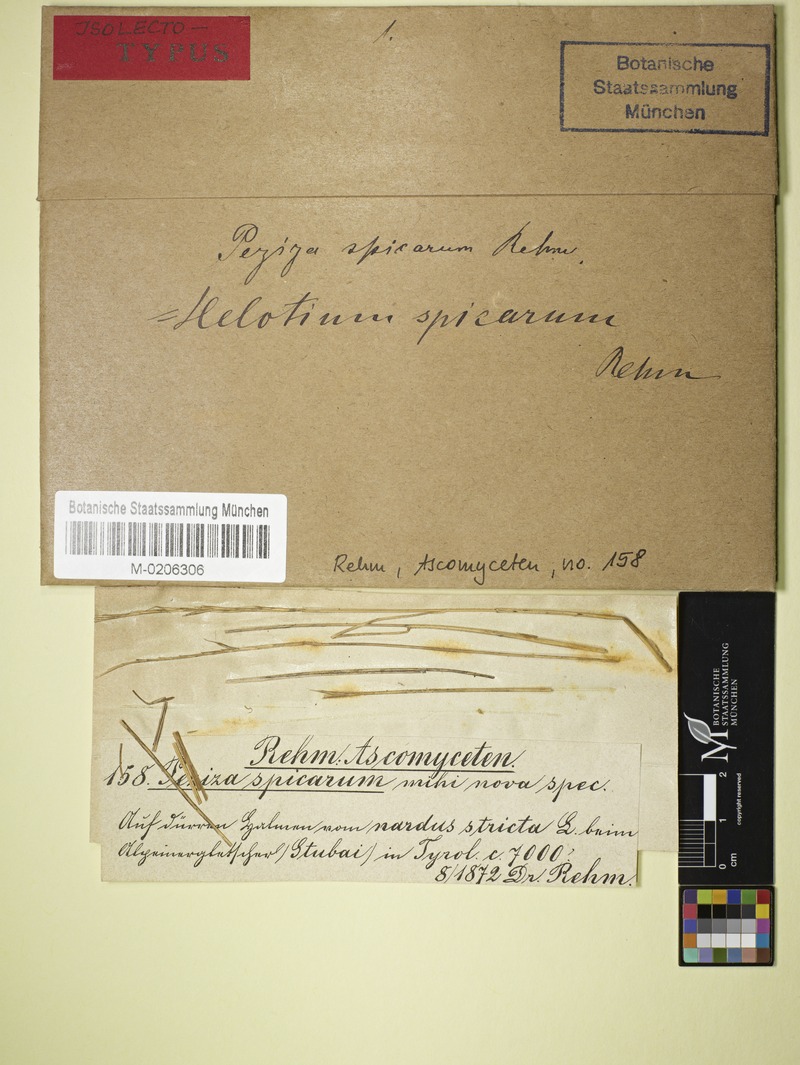 ISOLECTO-
TYPUS
1.
Botanische
Staatssammlung
München
Peziza spicarum Rehm.
=Helotium spicarum
Rehm
Botanische Staatssammlung München
M-0206306
Rehm, Ascomyceten, no. 158
Rehm. Ascomyceten.
158. Peziza spicarum mihi nova spec.
Auf dürren Halmen vom nardus stricta L. beim
Alpeinergletscher (Stubai) in Tyrol. c. 7000'
8/1872 Dr. Rehm.
BOTANISCHE
STAATSSAMMLUNG
MÜNCHEN
copyright reserved
0 1 2
cm